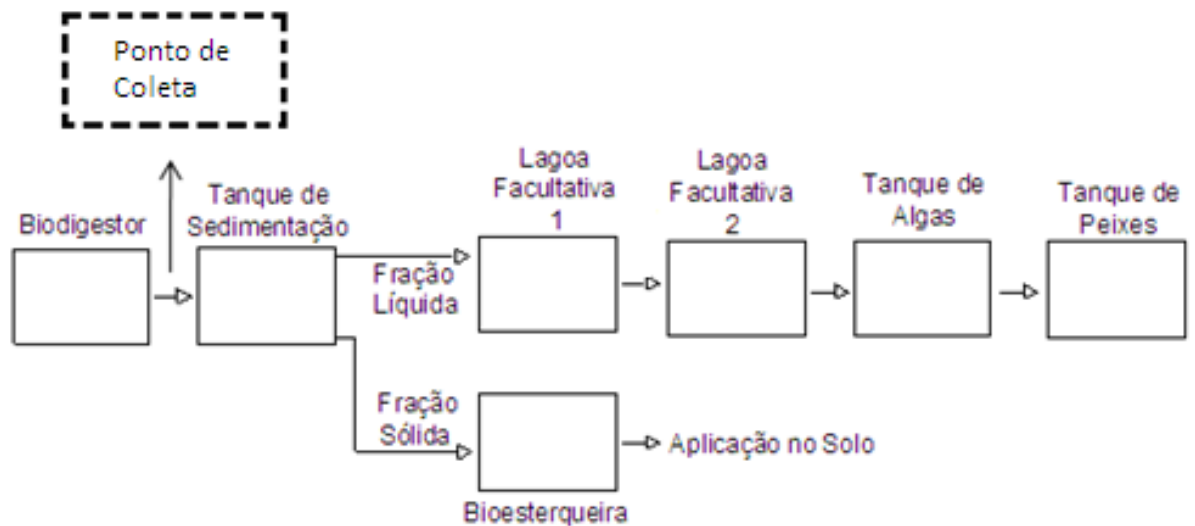 Ponto de
Coleta
Biodigestor
Tanque de
Sedimentação
Fração
Líquida
Lagoa
Facultativa
1
Lagoa
Facultativa
2
Tanque de
Algas
Tanque de
Peixes
Fração
Sólida
Bioesterqueira
Aplicação no Solo